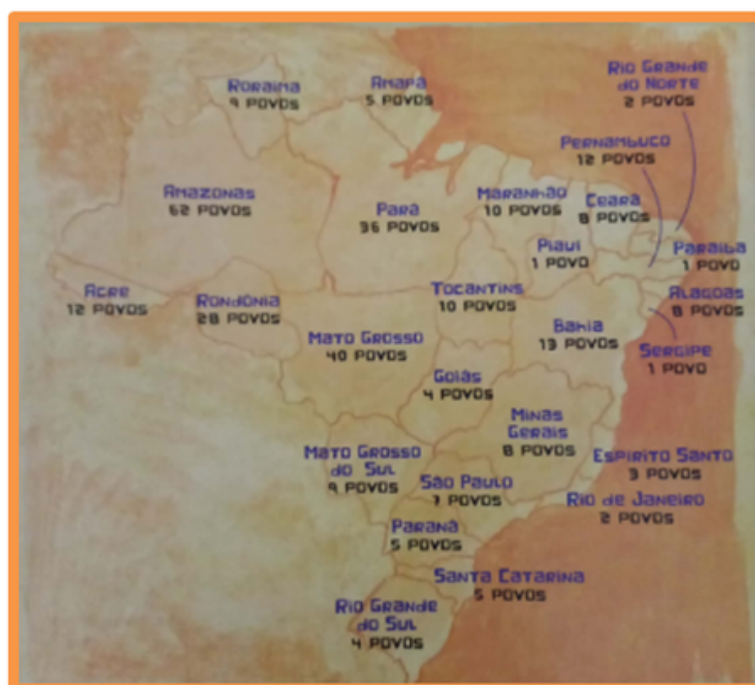 Roraima
9 POVOS
Amapá
5 POVOS
Rio Grande
do Norte
2 POVOS
Pernambuco
12 POVOS
Amazonas
62 POVOS
Pará
36 POVOS
Maranhão
10 POVOS
Ceará
8 POVOS
Piauí
1 POVO
Paraíba
1 POVO
Acre
12 POVOS
Rondônia
28 POVOS
Tocantins
10 POVOS
Alagoas
8 POVOS
Mato Grosso
40 POVOS
Bahia
13 POVOS
Sergipe
1 POVO
Goiás
4 POVOS
Minas
Gerais
8 POVOS
Mato Grosso
do Sul
9 POVOS
São Paulo
7 POVOS
Espírito Santo
3 POVOS
Rio de Janeiro
2 POVOS
Paraná
5 POVOS
Santa Catarina
5 POVOS
Rio Grande
do Sul
4 POVOS